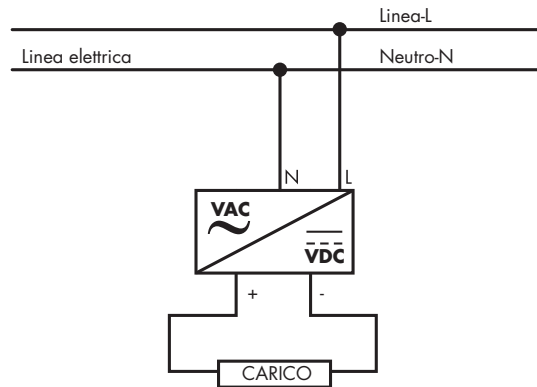 Linea-L
Linea elettrica
Neutro-N
N
L
VAC
VDC
+
-
CARICO